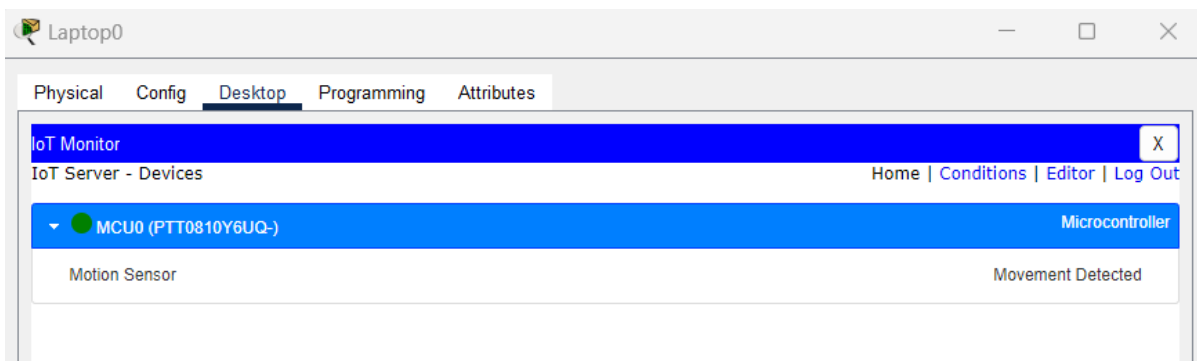 Laptop0
Physical Config Desktop Programming Attributes
IoT Monitor X
IoT Server - Devices Home | Conditions | Editor | Log Out
MCU0 (PTT0810Y6UQ-) Microcontroller
Motion Sensor Movement Detected